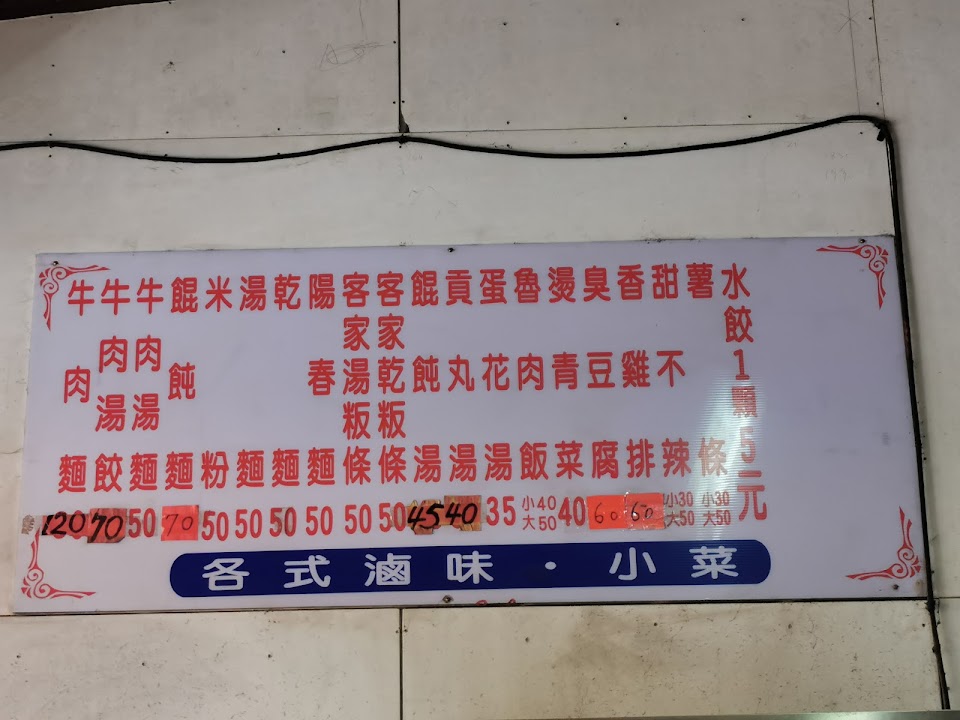 牛肉麵 120
牛肉湯餃 70
牛肉湯麵 50
餛飩麵 70
米粉 50
湯麵 50
乾麵 50
陽春麵 50
客家湯粄條 50
客家乾粄條 50
餛飩湯 45
貢丸湯 40
蛋花湯 35
魯肉飯 小40 大50
燙青菜 40
臭豆腐 60
香雞排 60
甜不辣 小30 大50
薯條 小30 大50
水餃1顆5元
各式滷味・小菜